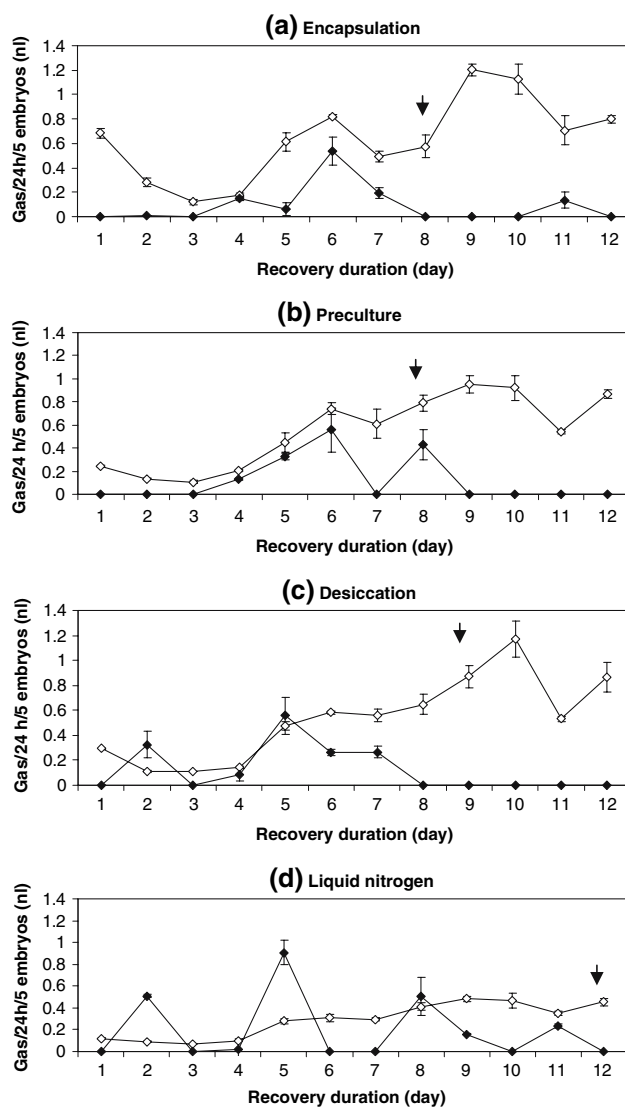 (a) Encapsulation
Gas/24h/5 embryos (nl)
1.4
1.2
1
0.8
0.6
0.4
0.2
0
1 2 3 4 5 6 7 8 9 10 11 12
Recovery duration (day)
(b) Preculture
Gas/24 h/5 embryos (nl)
1.4
1.2
1
0.8
0.6
0.4
0.2
0
1 2 3 4 5 6 7 8 9 10 11 12
Recovery duration (day)
(c) Desiccation
Gas/24 h/5 embryos (nl)
1.4
1.2
1
0.8
0.6
0.4
0.2
0
1 2 3 4 5 6 7 8 9 10 11 12
Recovery duration (day)
(d) Liquid nitrogen
Gas/24h/5 embryos (nl)
1.4
1.2
1
0.8
0.6
0.4
0.2
0
1 2 3 4 5 6 7 8 9 10 11 12
Recovery duration (day)